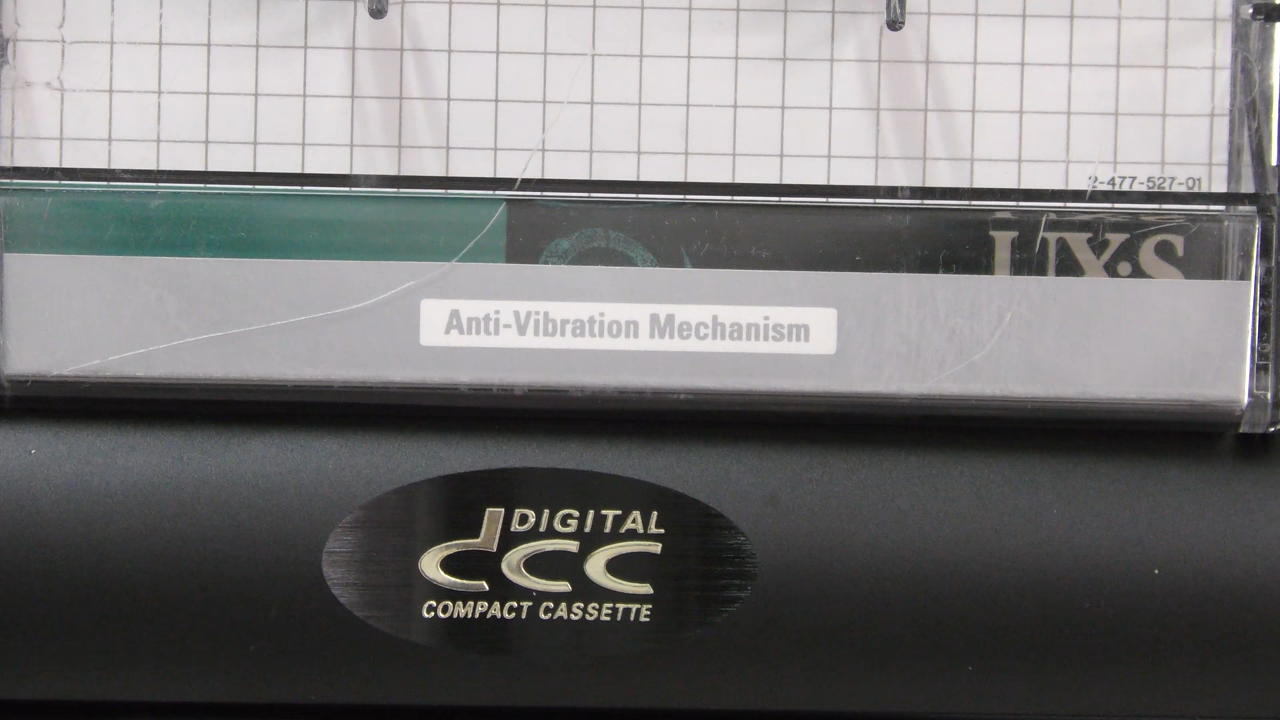 2-477-527-01
UX·S
Anti-Vibration Mechanism
DIGITAL
dcc
COMPACT CASSETTE